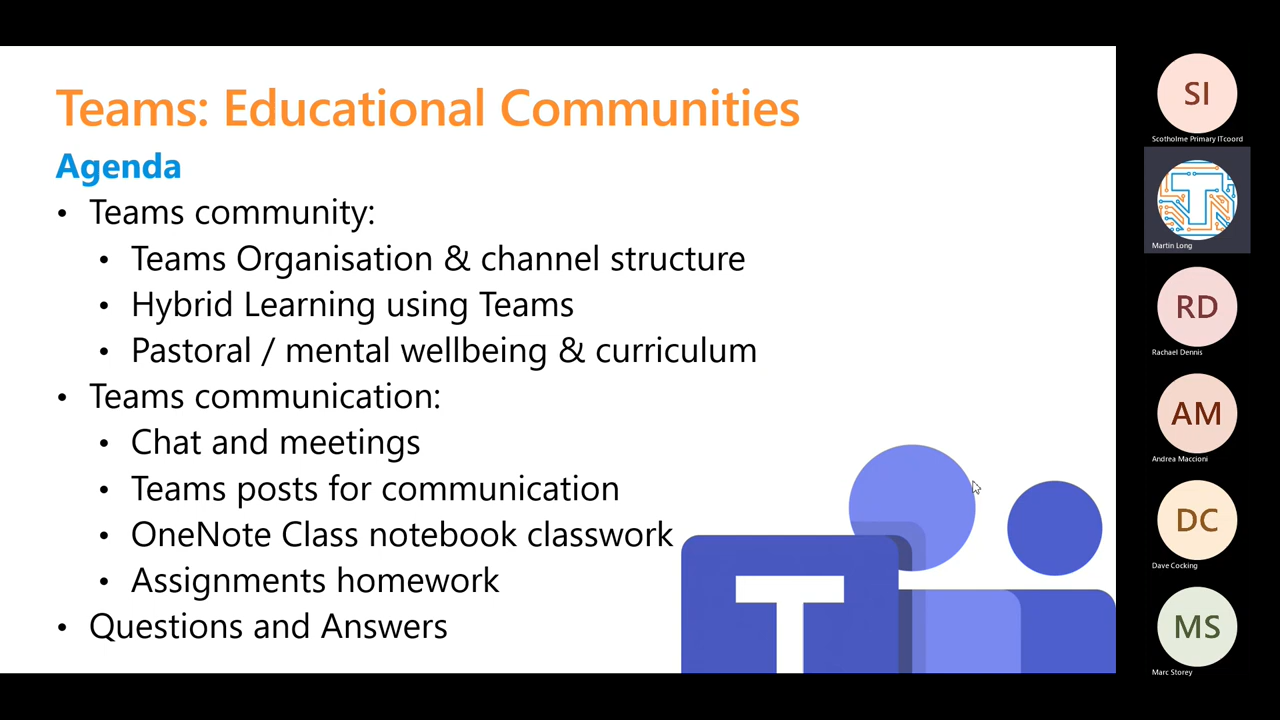 Teams: Educational Communities
Agenda
• Teams community:
• Teams Organisation & channel structure
• Hybrid Learning using Teams
• Pastoral / mental wellbeing & curriculum
• Teams communication:
• Chat and meetings
• Teams posts for communication
• OneNote Class notebook classwork
• Assignments homework
• Questions and Answers
T
SI
Scotholme Primary ITcoord
T
Martin Long
RD
Rachael Dennis
AM
Andrea Maccioni
DC
Dave Cocking
MS
Marc Storey